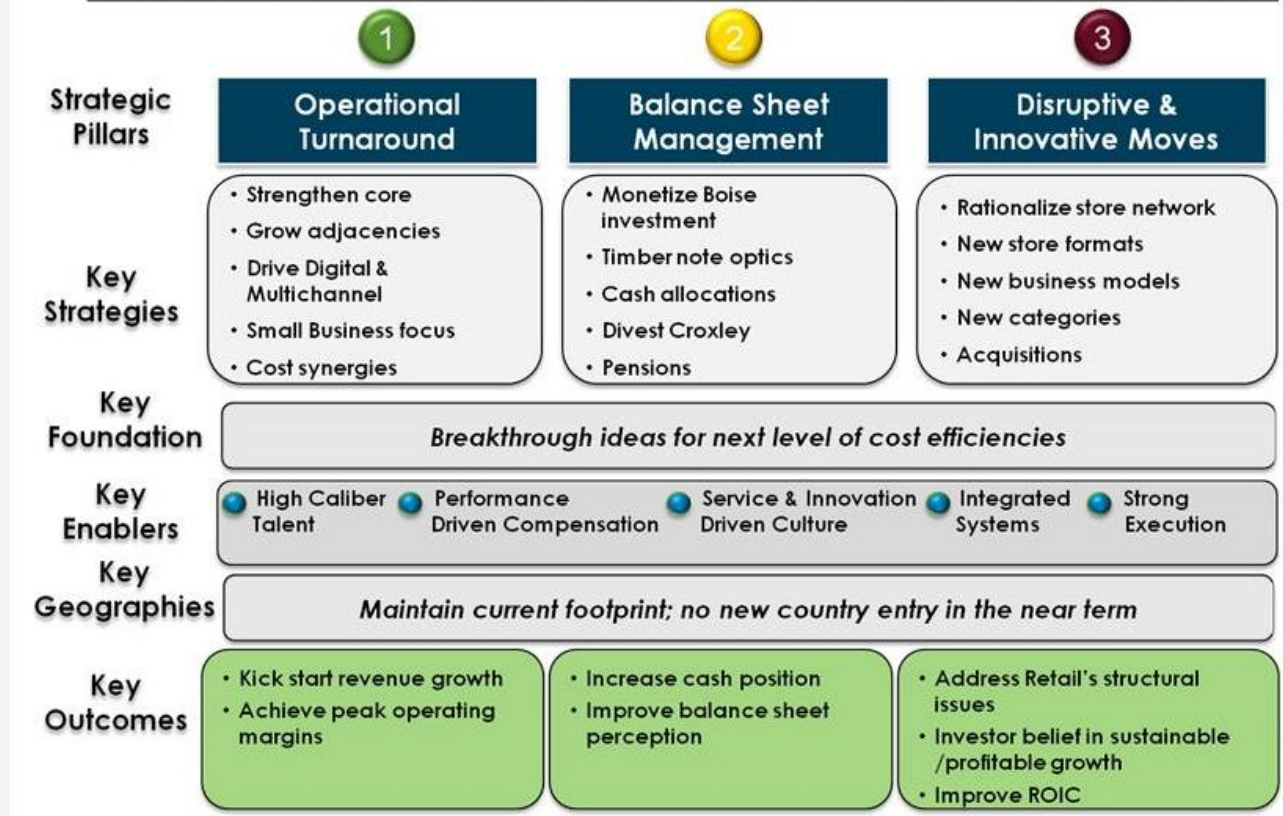 1
2
3
Strategic
Pillars
Operational
Turnaround
Balance Sheet
Management
Disruptive &
Innovative Moves
Key
Strategies
• Strengthen core
• Grow adjacencies
• Drive Digital &
Multichannel
• Small Business focus
• Cost synergies
• Monetize Boise
investment
• Timber note optics
• Cash allocations
• Divest Croxley
• Pensions
• Rationalize store network
• New store formats
• New business models
• New categories
• Acquisitions
Key
Foundation
Breakthrough ideas for next level of cost efficiencies
Key
Enablers
High Caliber
Talent
Performance
Driven Compensation
Service & Innovation
Driven Culture
Integrated
Systems
Strong
Execution
Key
Geographies
Maintain current footprint; no new country entry in the near term
Key
Outcomes
• Kick start revenue growth
• Achieve peak operating
margins
• Increase cash position
• Improve balance sheet
perception
• Address Retail's structural
issues
• Investor belief in sustainable
/profitable growth
• Improve ROIC